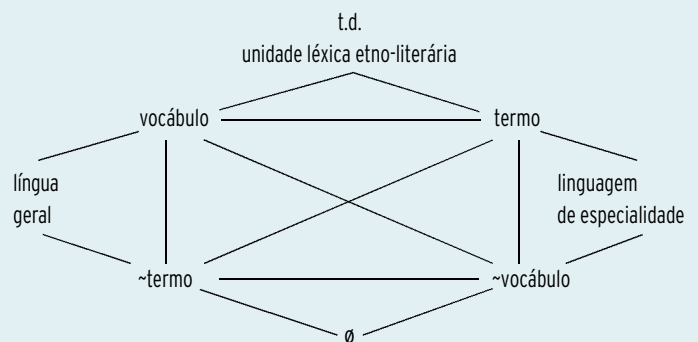 t.d.
unidade léxica etno-literária
vocábulo
termo
língua
geral
linguagem
de especialidade
~termo
~vocábulo
ø